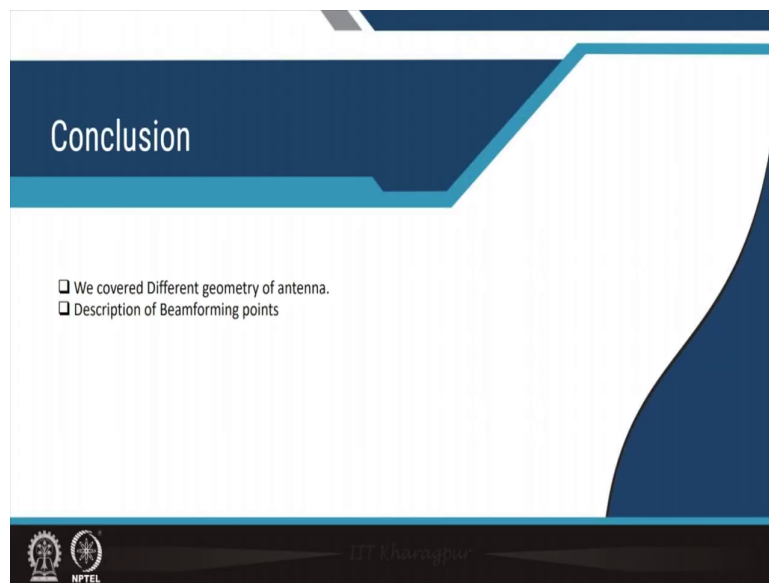 Conclusion
❑ We covered Different geometry of antenna.
❑ Description of Beamforming points
IIT Kharagpur
NPTEL